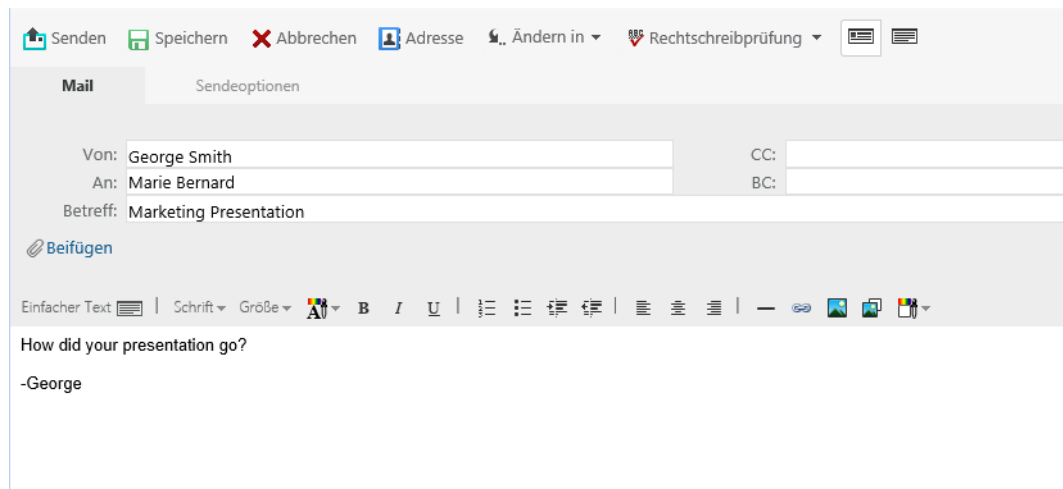 Senden Speichern Abbrechen Adresse Ändern in Rechtschreibprüfung
Mail Sendeoptionen
Von: George Smith CC:
An: Marie Bernard BC:
Betreff: Marketing Presentation
Beifügen
Einfacher Text Schrift Größe A B I U
How did your presentation go?
-George